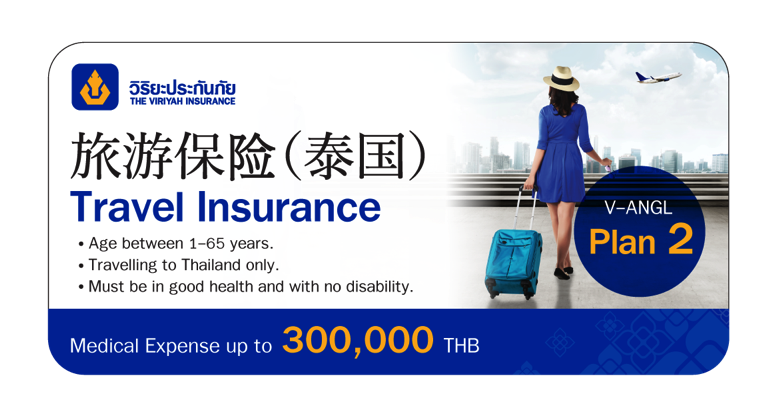 วิริยะประกันภัย
THE VIRIYAH INSURANCE
旅游保险(泰国)
Travel Insurance
• Age between 1–65 years.
• Travelling to Thailand only.
• Must be in good health and with no disability.
V–ANGL
Plan 2
Medical Expense up to 300,000 THB